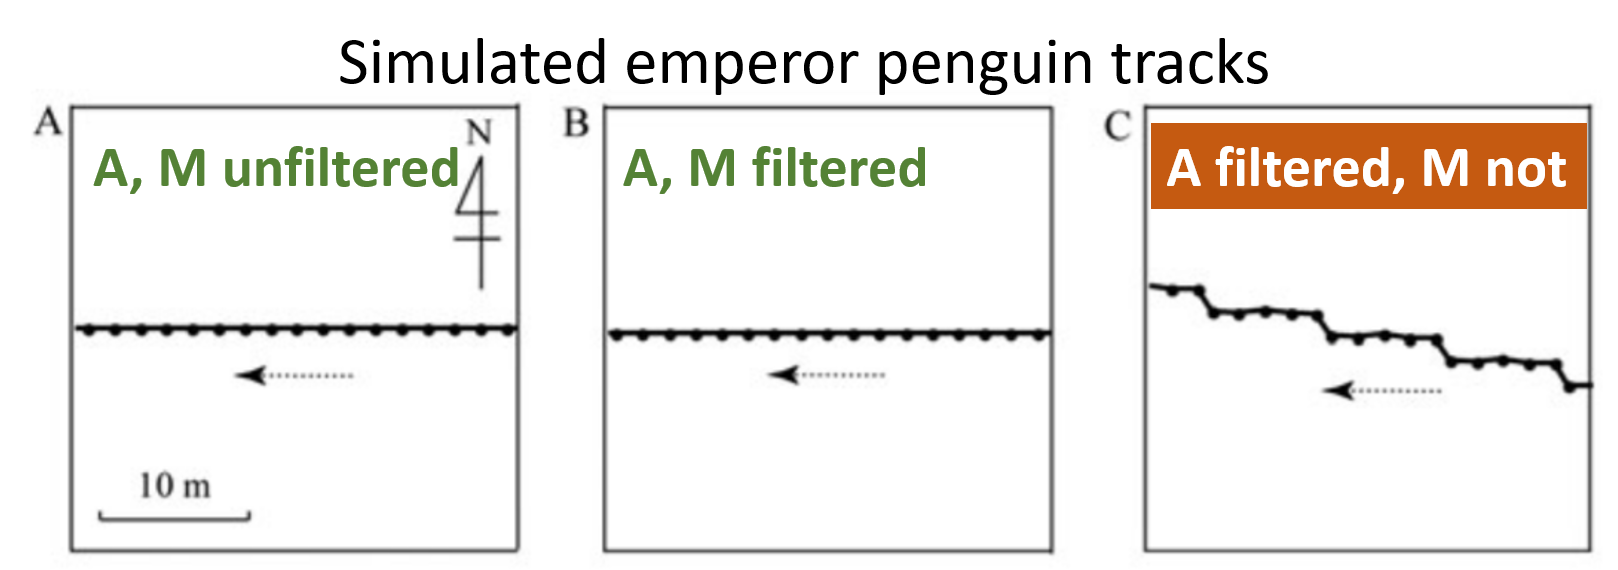 Simulated emperor penguin tracks
A
B
C
N
A, M unfiltered
A, M filtered
A filtered, M not
10 m